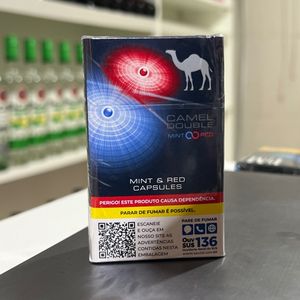 CAMEL
DOUBLE
MINT RED
MINT & RED
CAPSULES
PERIGO! ESTE PRODUTO CAUSA DEPENDÊNCIA.
PARAR DE FUMAR É POSSÍVEL.
ESCANEIE
E OUÇA EM
NOSSO SITE AS
ADVERTÊNCIAS
CONTIDAS NESTA
EMBALAGEM
PARE DE FUMAR
Ouv
SUS 136